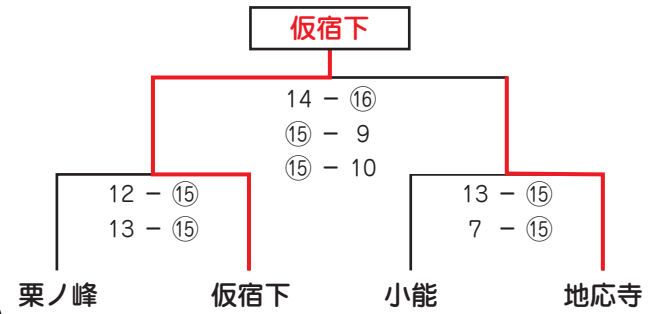 仮宿下
14 − ⑯
⑮ − 9
⑮ − 10
12 − ⑮
13 − ⑮
13 − ⑮
7 − ⑮
栗ノ峰
仮宿下
小能
地応寺